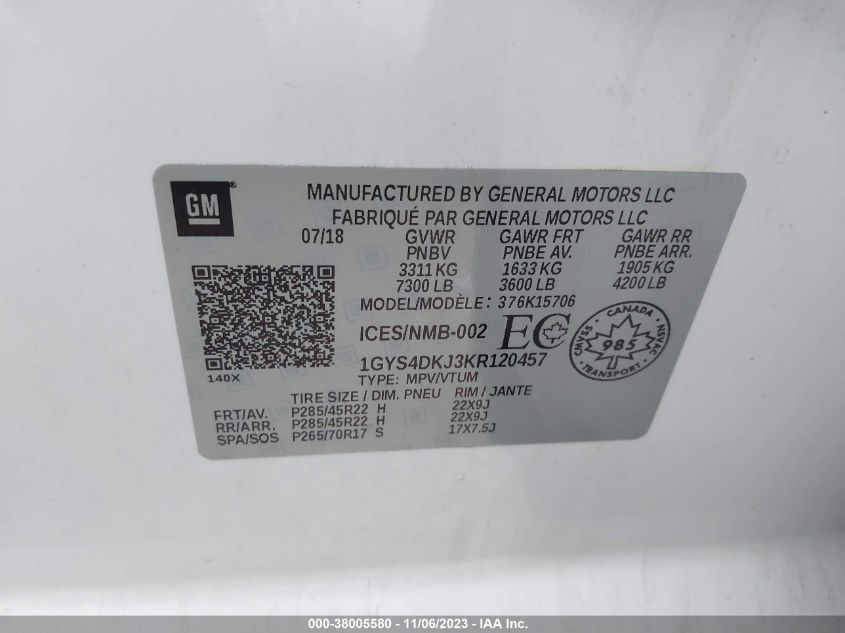 GM ®
MANUFACTURED BY GENERAL MOTORS LLC
FABRIQUÉ PAR GENERAL MOTORS LLC
07/18 GVWR GAWR FRT GAWR RR
PNBV PNBE AV. PNBE ARR.
3311 KG 1633 KG 1905 KG
7300 LB 3600 LB 4200 LB
MODEL/MODÈLE: 376K15706
ICES/NMB-002 EC
CANADA
CMVSS 985 NSVAC
1GYS4DKJ3KR120457
140X TYPE: MPV/VTUM
TIRE SIZE / DIM. PNEU RIM / JANTE
FRT/AV. P285/45R22 H 22X9J
RR/ARR. P285/45R22 H 22X9J
SPA/SOS P265/70R17 S 17X7.5J
000-38005580 - 11/06/2023 - IAA Inc.